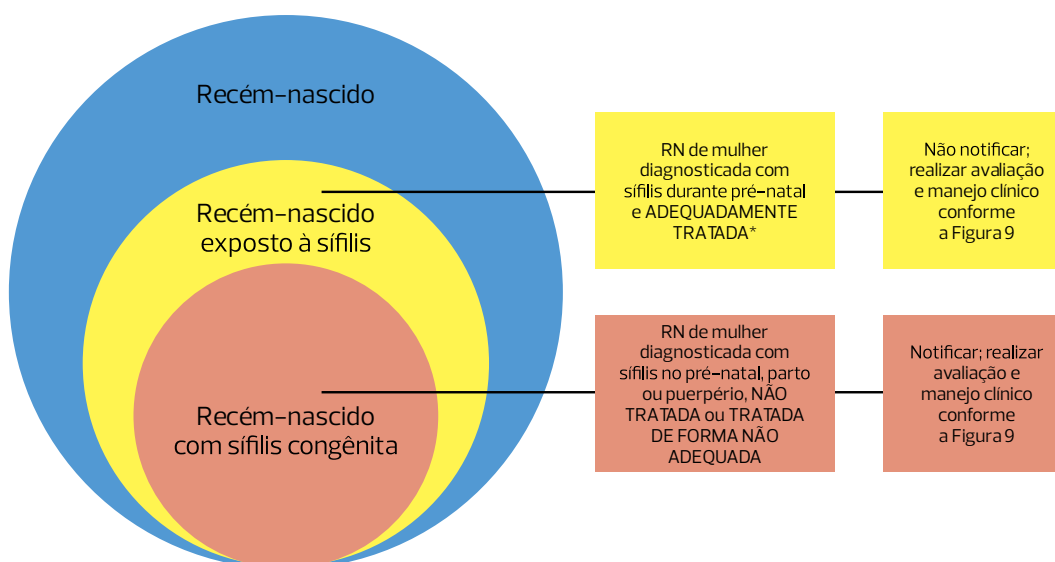 Recém-nascido
Recém-nascido
exposto à sífilis
Recém-nascido
com sífilis congênita
RN de mulher
diagnosticada com
sífilis durante pré-natal
e ADEQUADAMENTE
TRATADA*
Não notificar;
realizar avaliação
e manejo clínico
conforme
a Figura 9
RN de mulher
diagnosticada com
sífilis no pré-natal, parto
ou puerpério, NÃO
TRATADA ou TRATADA
DE FORMA NÃO
ADEQUADA
Notificar; realizar
avaliação e
manejo clínico
conforme
a Figura 9